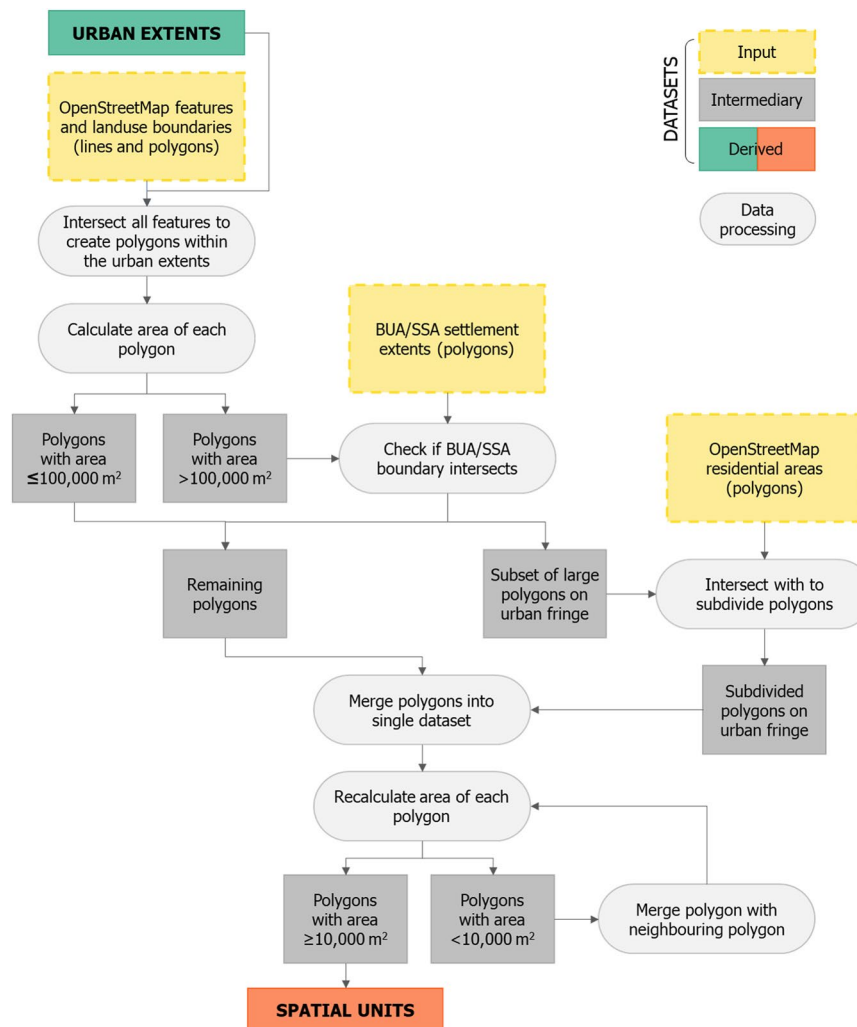 URBAN EXTENTS
OpenStreetMap features
and landuse boundaries
(lines and polygons)
Intersect all features to
create polygons within
the urban extents
Calculate area of each
polygon
Polygons
with area
≤100,000 m²
Polygons
with area
>100,000 m²
BUA/SSA settlement
extents (polygons)
Check if BUA/SSA
boundary intersects
OpenStreetMap
residential areas
(polygons)
Remaining
polygons
Subset of large
polygons on
urban fringe
Intersect with to
subdivide polygons
Subdivided
polygons on
urban fringe
Merge polygons into
single dataset
Recalculate area of each
polygon
Polygons
with area
≥10,000 m²
Polygons
with area
<10,000 m²
Merge polygon with
neighbouring polygon
SPATIAL UNITS
DATASETS
Input
Intermediary
Derived
Data
processing